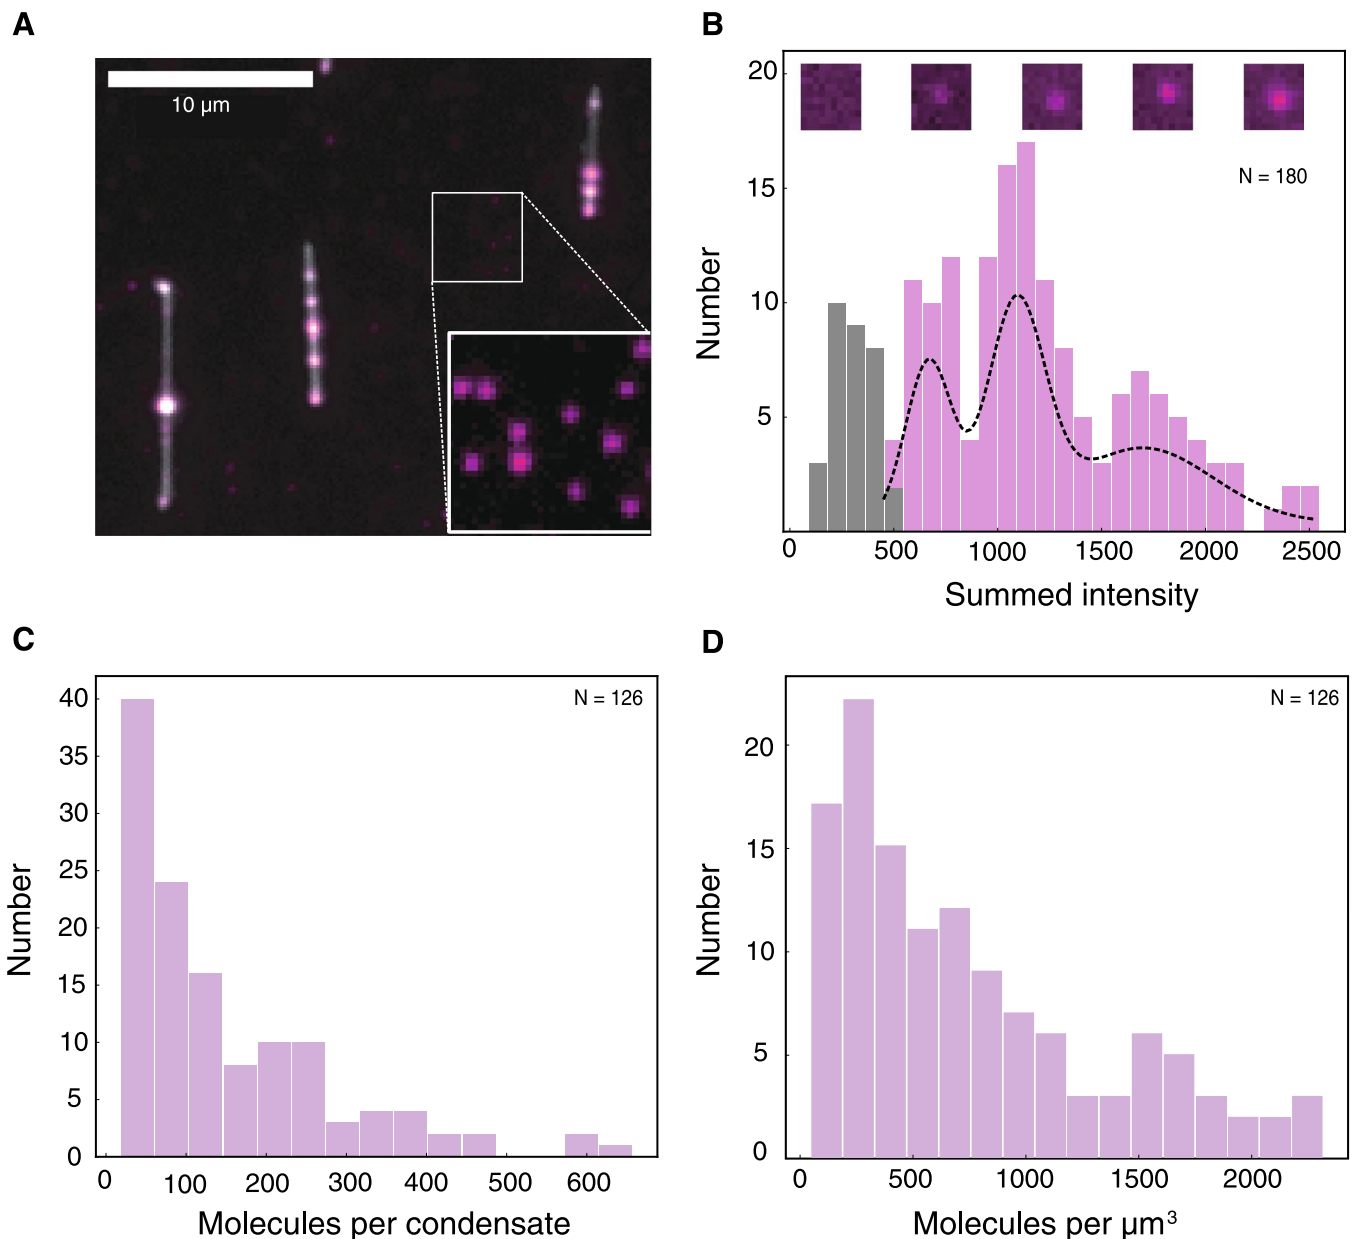 A
10 µm
B
20
15
10
5
N = 180
Number
0 500 1000 1500 2000 2500
Summed intensity
C
40
35
30
25
20
15
10
5
0
N = 126
Number
0 100 200 300 400 500 600
Molecules per condensate
D
20
15
10
5
0
N = 126
Number
0 500 1000 1500 2000
Molecules per µm³